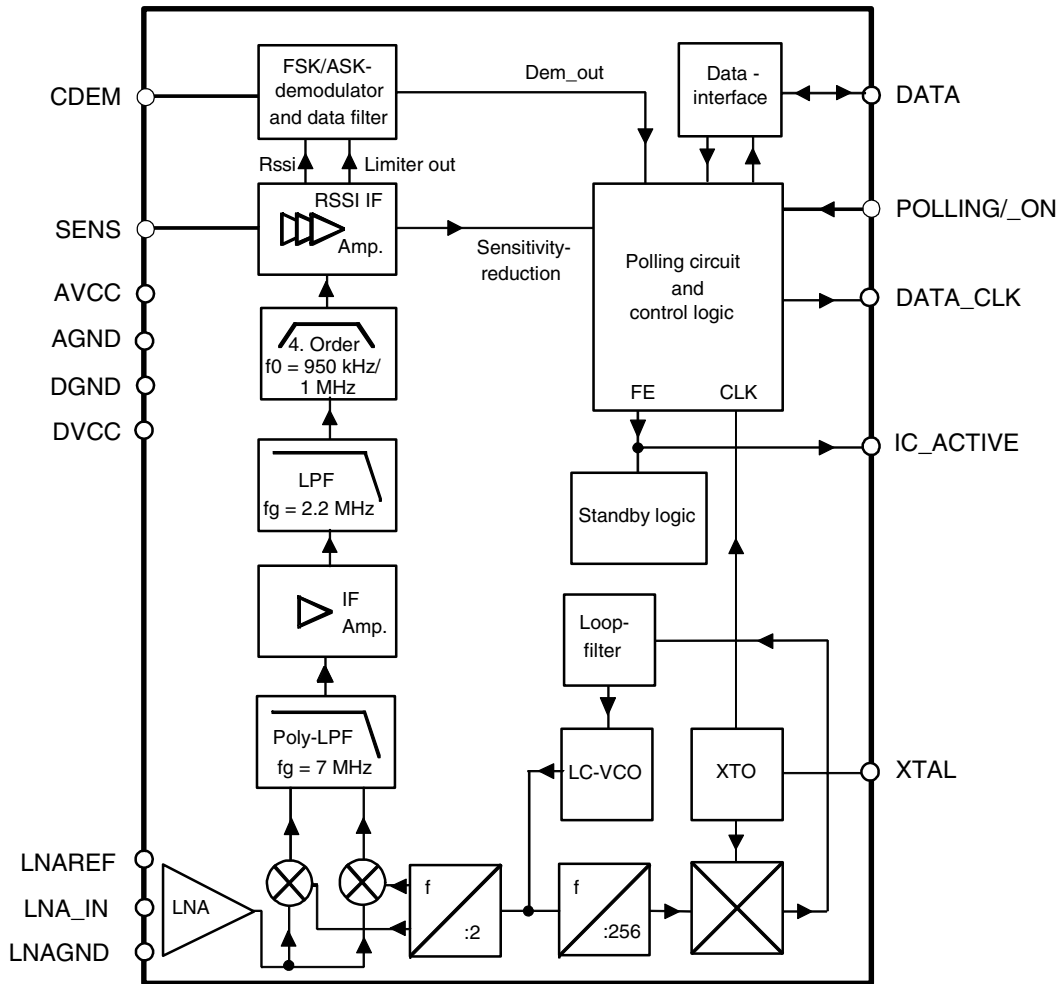 FSK/ASK-
demodulator
and data filter
Dem_out
Data -
interface
CDEM
DATA
Rssi
Limiter out
RSSI IF
Amp.
SENS
POLLING/_ON
Sensitivity-
reduction
Polling circuit
and
control logic
AVCC
DATA_CLK
AGND
4. Order
f0 = 950 kHz/
1 MHz
DGND
FE
CLK
DVCC
IC_ACTIVE
LPF
fg = 2.2 MHz
Standby logic
IF
Amp.
Loop-
filter
Poly-LPF
fg = 7 MHz
LC-VCO
XTO
XTAL
LNAREF
LNA_IN
LNAGND
LNA
f
:2
f
:256